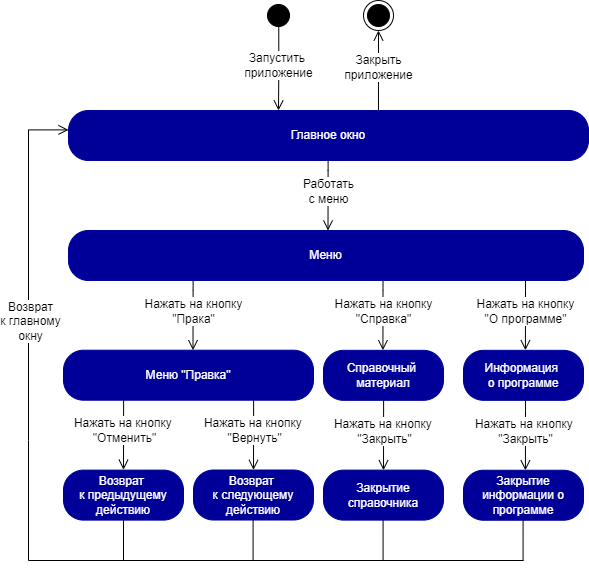 Запустить
приложение
Закрыть
приложение
Главное окно
Работать
с меню
Меню
Возврат
к главному
окну
Нажать на кнопку
"Прака"
Нажать на кнопку
"Справка"
Нажать на кнопку
"О программе"
Меню "Правка"
Справочный
материал
Информация
о программе
Нажать на кнопку
"Отменить"
Нажать на кнопку
"Вернуть"
Нажать на кнопку
"Закрыть"
Нажать на кнопку
"Закрыть"
Возврат
к предыдущему
действию
Возврат
к следующему
действию
Закрытие
справочника
Закрытие
информации о
программе